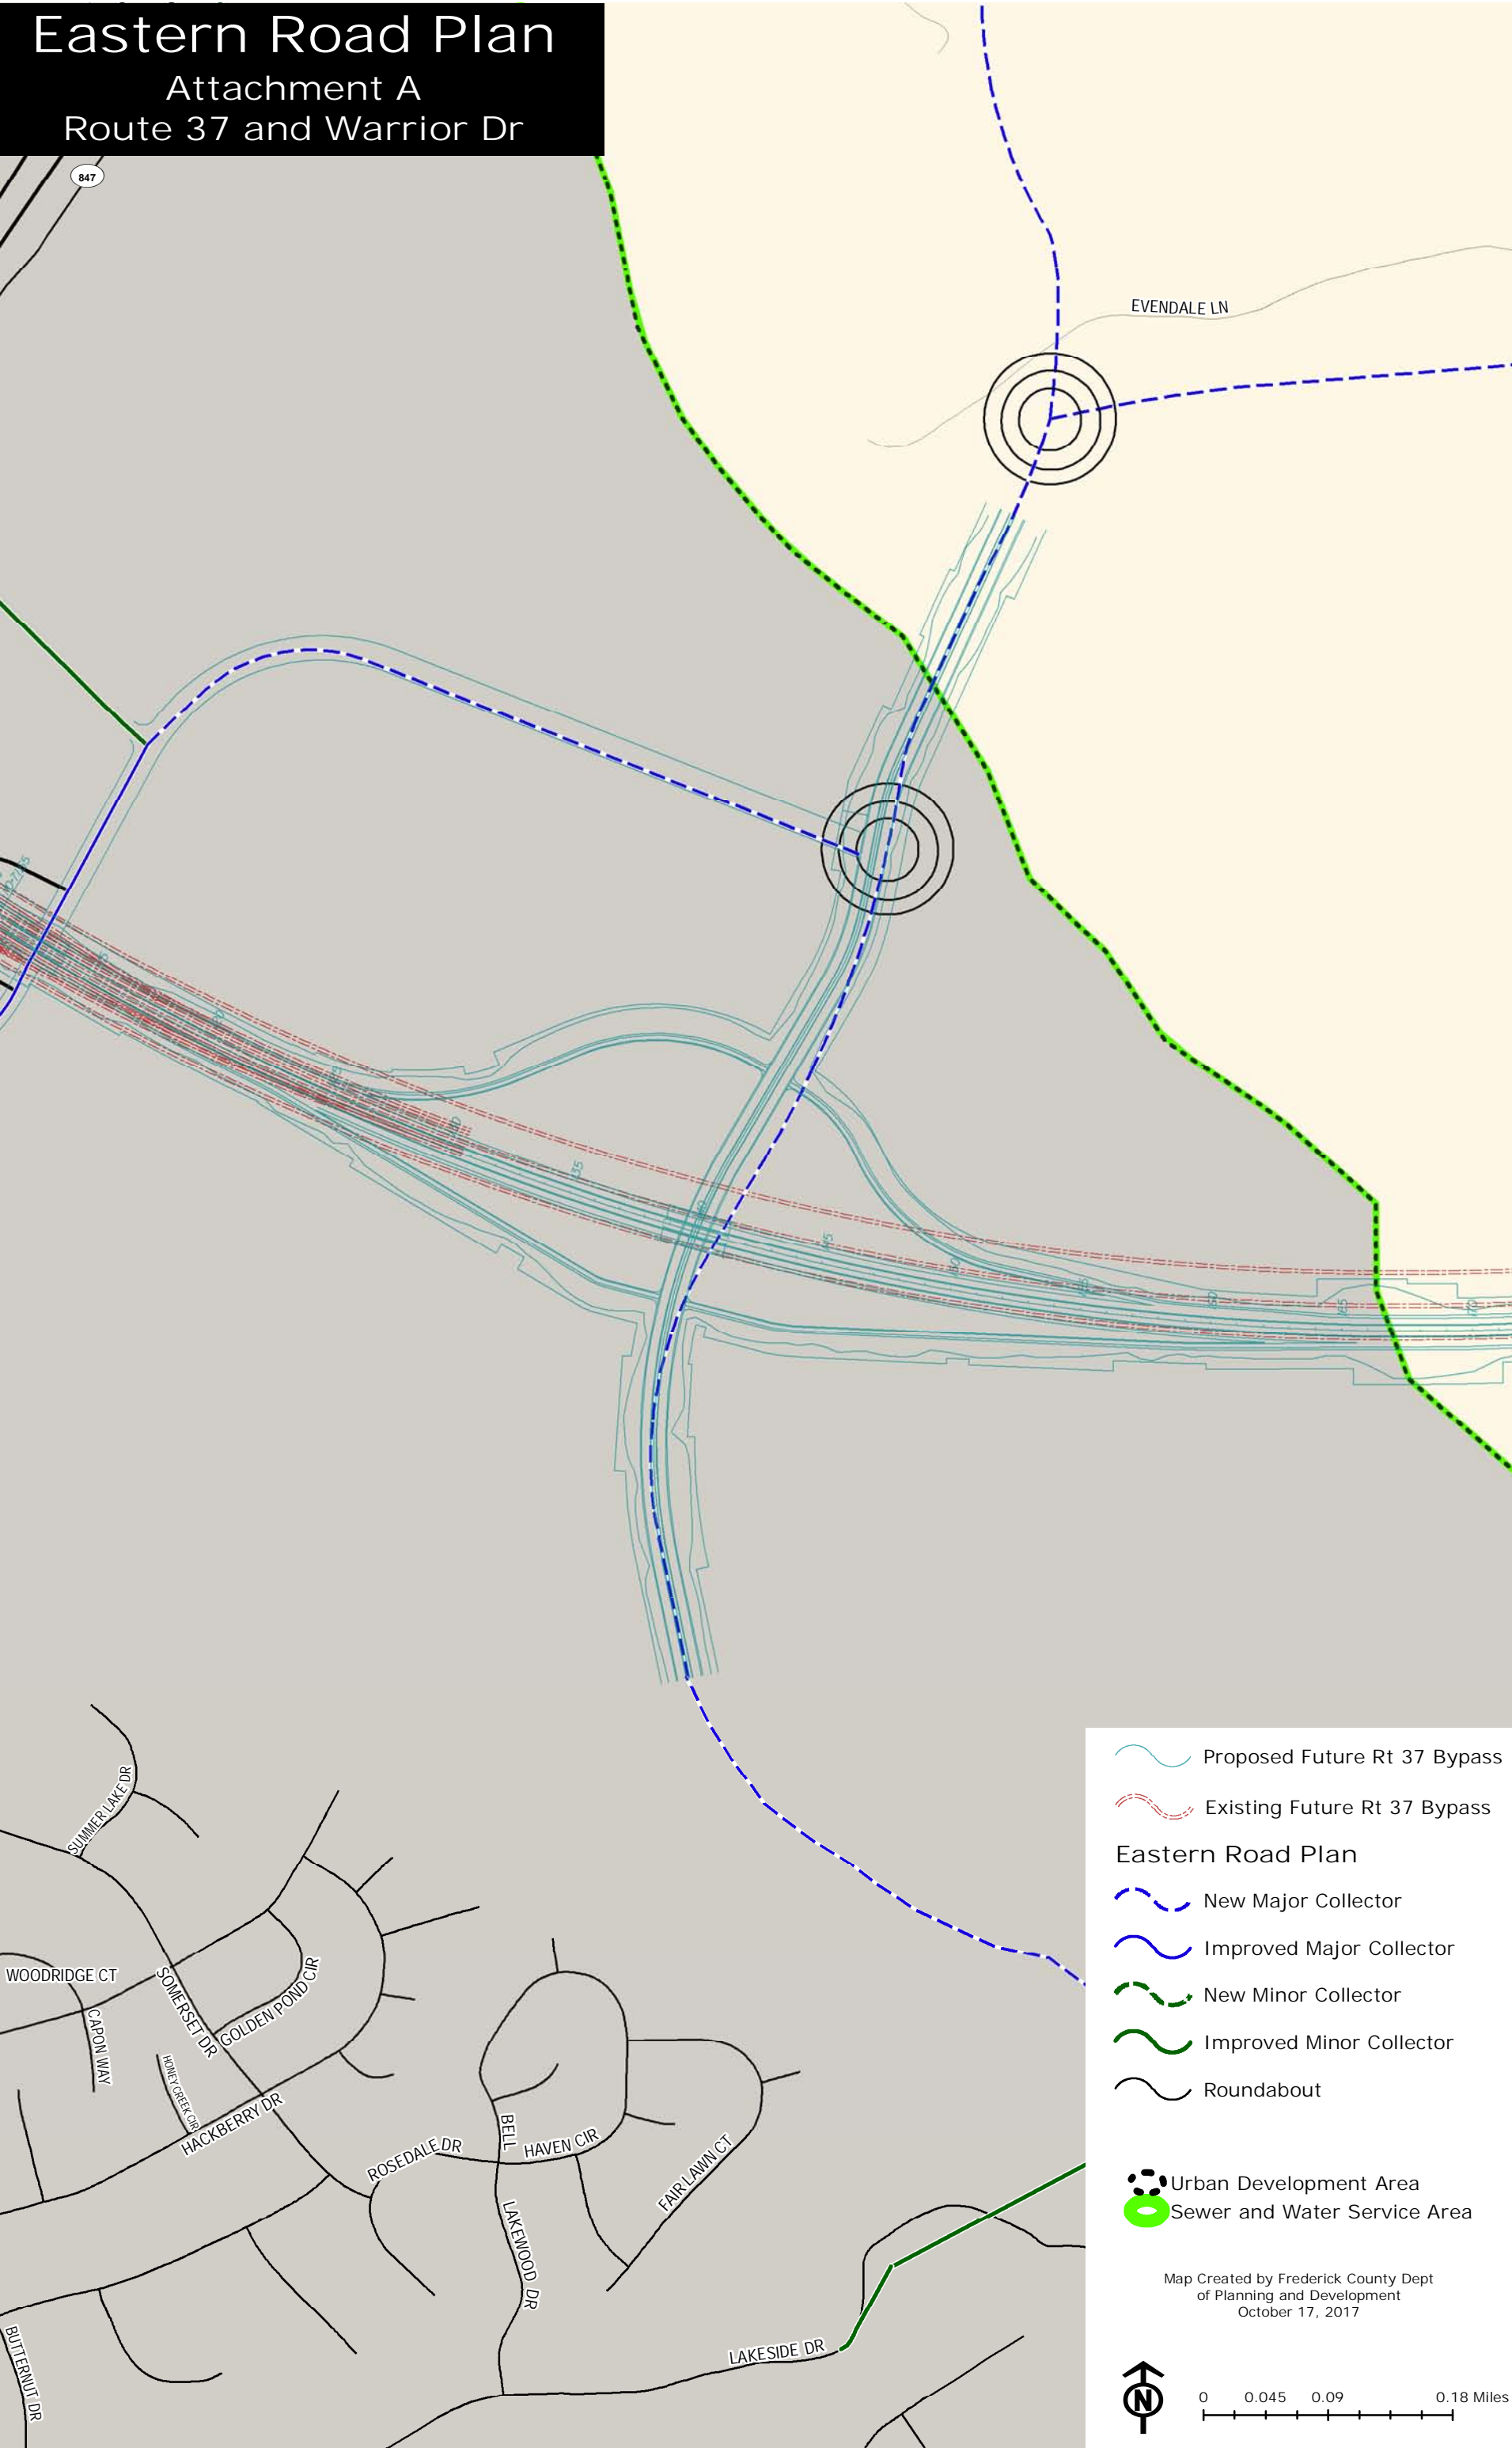 Eastern Road Plan
Attachment A
Route 37 and Warrior Dr
847
EVENDALE LN
135
145
165
170
SUMMER LAKE DR
WOODRIDGE CT
CAPON WAY
SOMERSET DR
GOLDEN POND CIR
HONEY CREEK CIR
HACKBERRY DR
ROSEDALE DR
BELL
HAVEN CIR
FAIR LAWN CT
LAKEWOOD DR
LAKESIDE DR
BUTTERNUT DR
Proposed Future Rt 37 Bypass
Existing Future Rt 37 Bypass
Eastern Road Plan
New Major Collector
Improved Major Collector
New Minor Collector
Improved Minor Collector
Roundabout
Urban Development Area
Sewer and Water Service Area
Map Created by Frederick County Dept
of Planning and Development
October 17, 2017
N
0 0.045 0.09 0.18 Miles